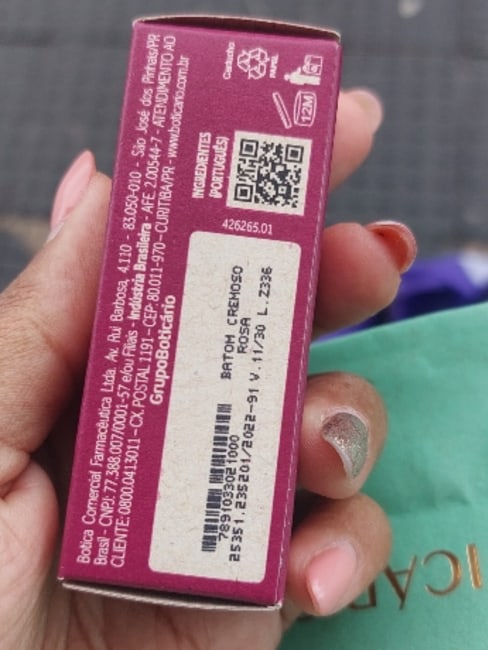 Botica Comercial Farmacêutica Ltda. Av. Rui Barbosa, 4.110 - 83.050-010 - São José dos Pinhais/PR
Brasil - CNPJ: 77.388.007/0001-57 e/ou Filiais - Indústria Brasileira - AFE 2.00544-7 - ATENDIMENTO AO
CLIENTE: 0800.0413011 - CX. POSTAL 1191 - CEP: 80.011-970 - CURITIBA/PR - www.boticario.com.br
GrupoBoticário
INGREDIENTES
(PORTUGUÊS)
Cartucho
PAPEL
12M
426265.01
BATOM CREMOSO
ROSA
V.11/30 L.Z336
7891033021000
25351.235201/2022-91
ICÁR